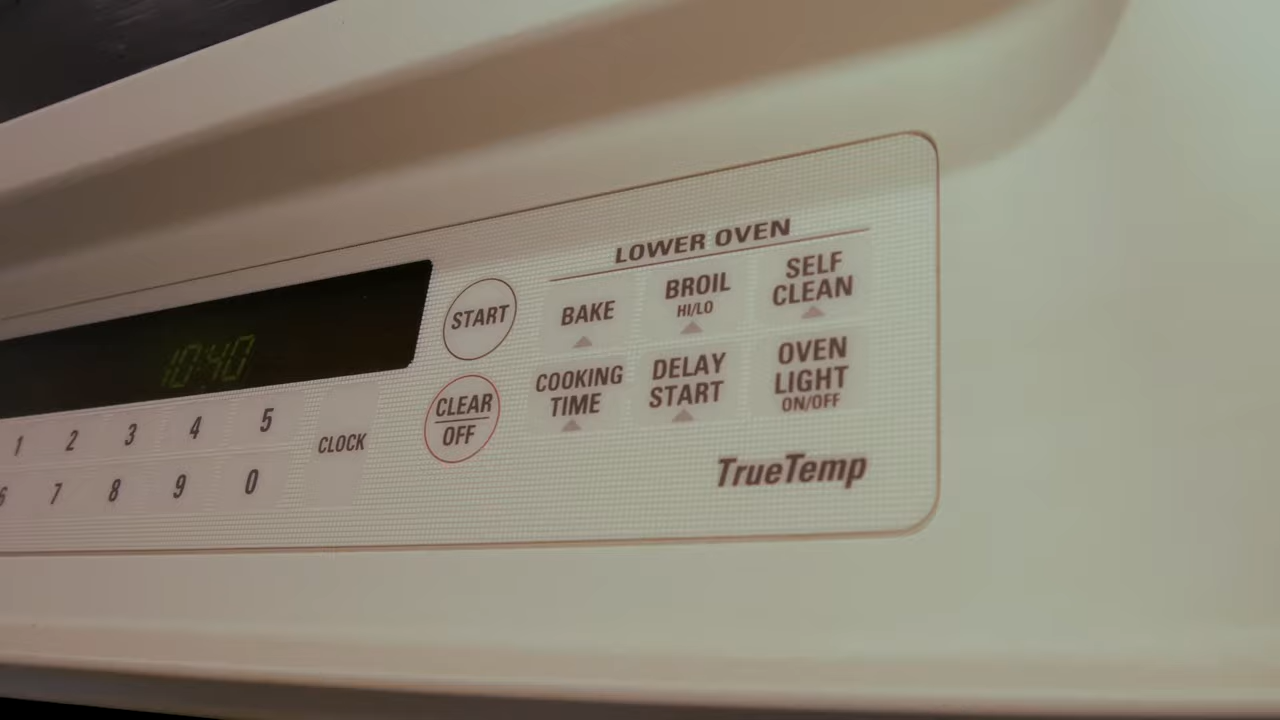 LOWER OVEN
START
BAKE
BROIL
HI/LO
SELF
CLEAN
10:40
CLEAR
OFF
COOKING
TIME
DELAY
START
OVEN
LIGHT
ON/OFF
1 2 3 4 5
CLOCK
6 7 8 9 0
TrueTemp